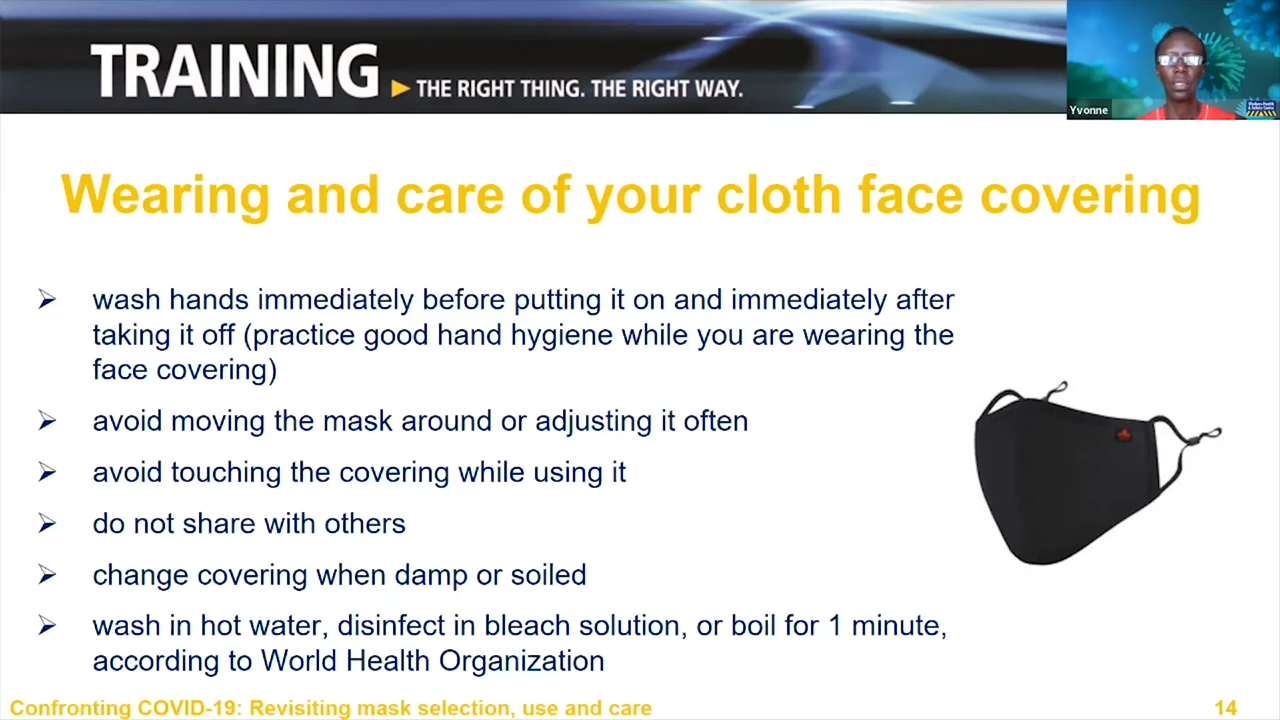 TRAINING
THE RIGHT THING. THE RIGHT WAY.
Yvonne
Workers Health
& Safety Centre
Wearing and care of your cloth face covering
wash hands immediately before putting it on and immediately after
taking it off (practice good hand hygiene while you are wearing the
face covering)
avoid moving the mask around or adjusting it often
avoid touching the covering while using it
do not share with others
change covering when damp or soiled
wash in hot water, disinfect in bleach solution, or boil for 1 minute,
according to World Health Organization
Confronting COVID-19: Revisiting mask selection, use and care
14